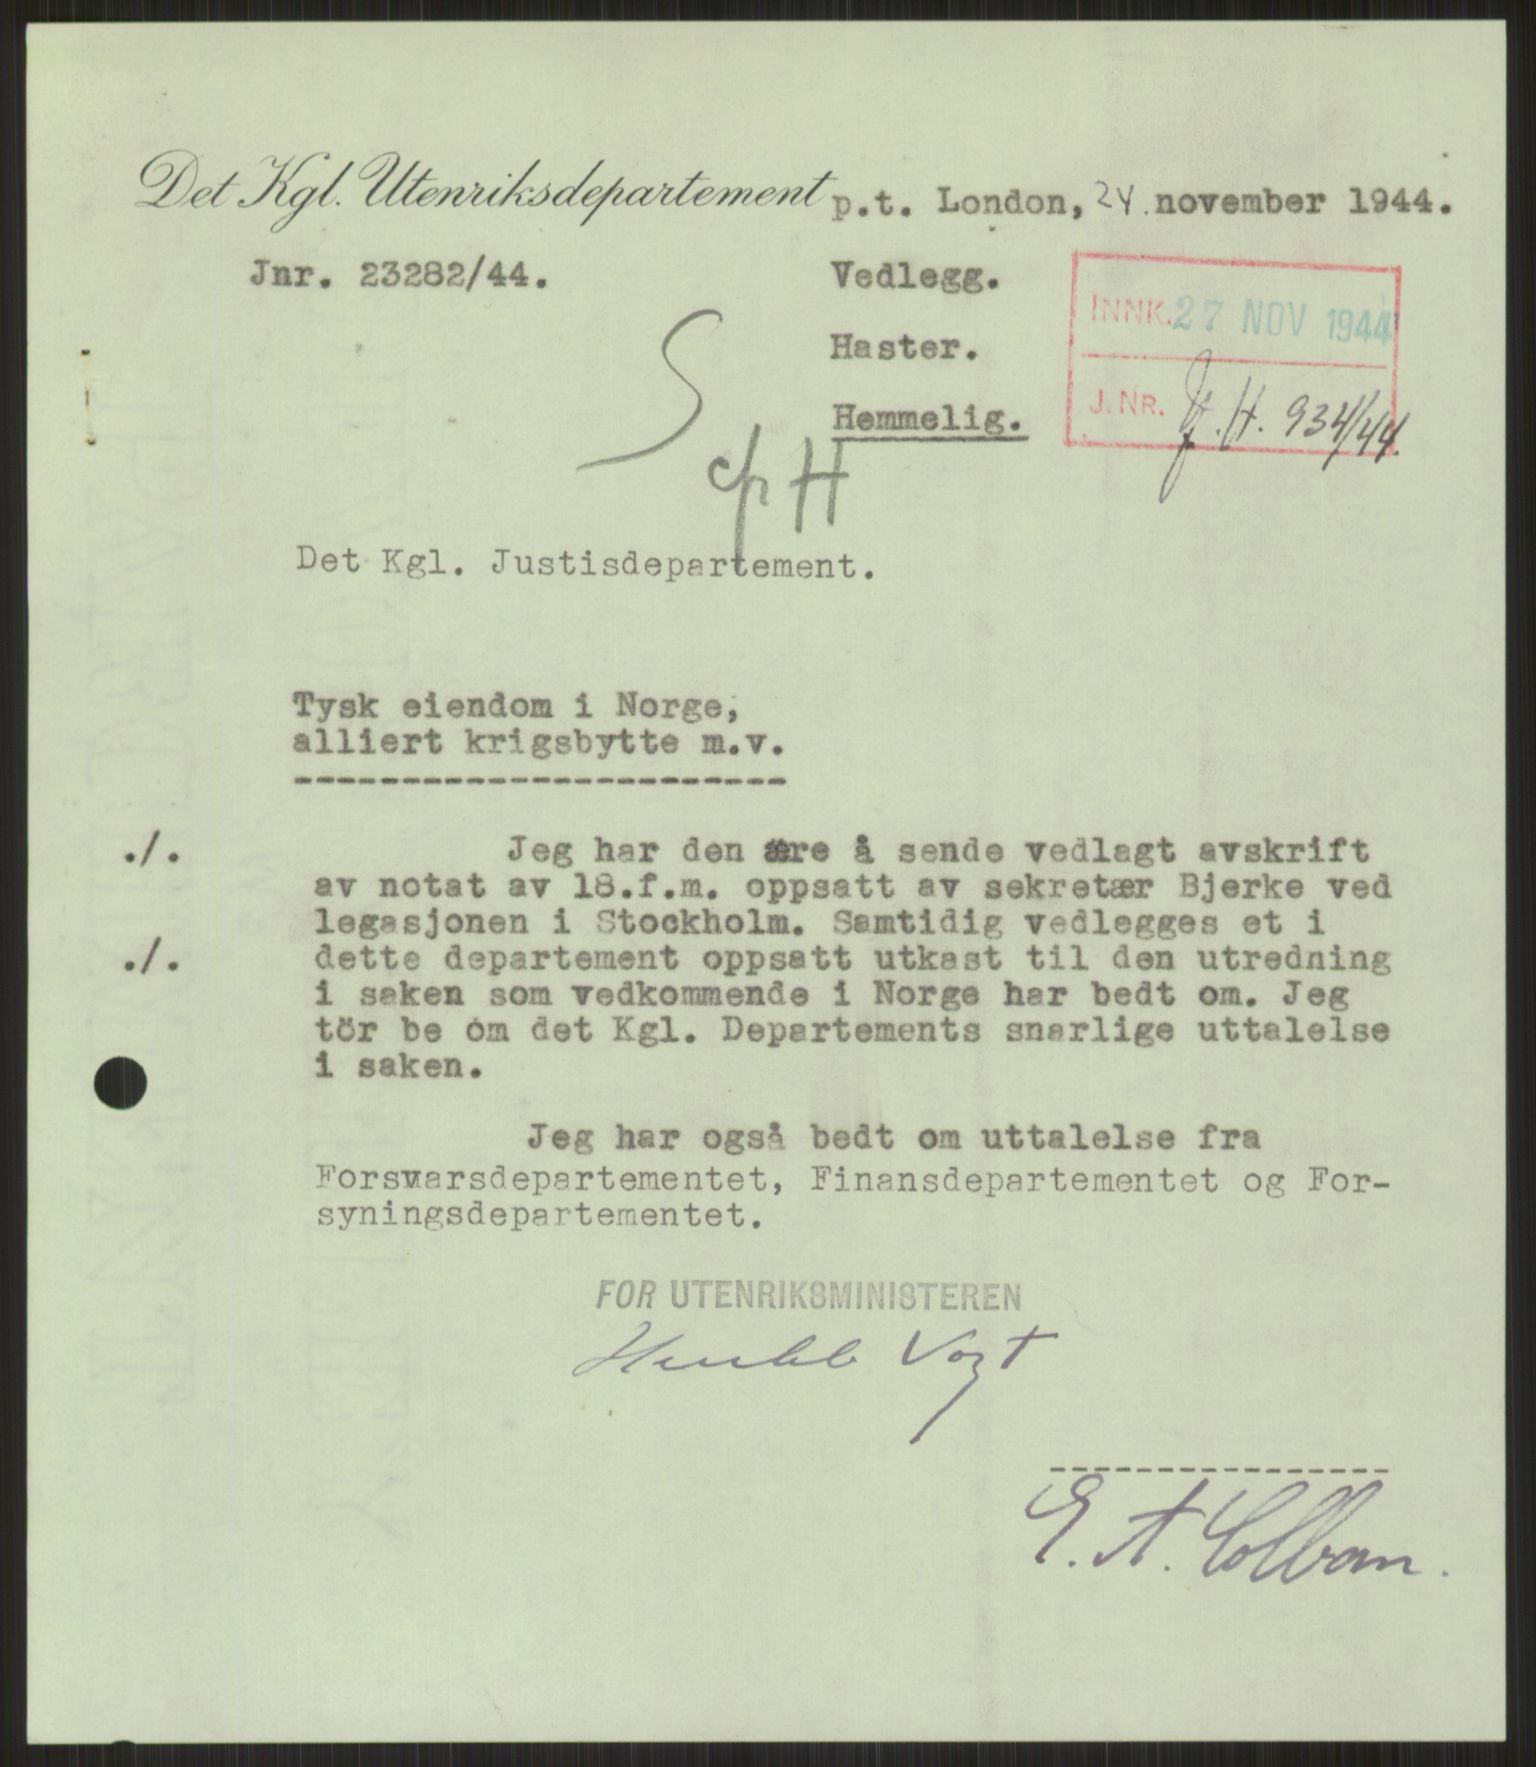 Det Kgl. Utenriksdepartement p.t. London, 24. november 1944.
Jnr. 23282/44. Vedlegg.
INNK. 27 NOV 1944
Haster.
J. NR. H. 934/44.
Hemmelig.
S
H
Det Kgl. Justisdepartement.
Tysk eiendom i Norge,
alliert krigsbytte m.v.
-----------------------
./. Jeg har den ære å sende vedlagt avskrift
av notat av 18.f.m. oppsatt av sekretær Bjerke ved
legasjonen i Stockholm. Samtidig vedlegges et i
./. dette departement oppsatt utkast til den utredning
i saken som vedkommende i Norge har bedt om. Jeg
tör be om det Kgl. Departements snarlige uttalelse
i saken.
Jeg har også bedt om uttalelse fra
Forsvarsdepartementet, Finansdepartementet og For-
syningsdepartementet.
FOR UTENRIKSMINISTEREN
Vogt
----------------
E. A. Colban.